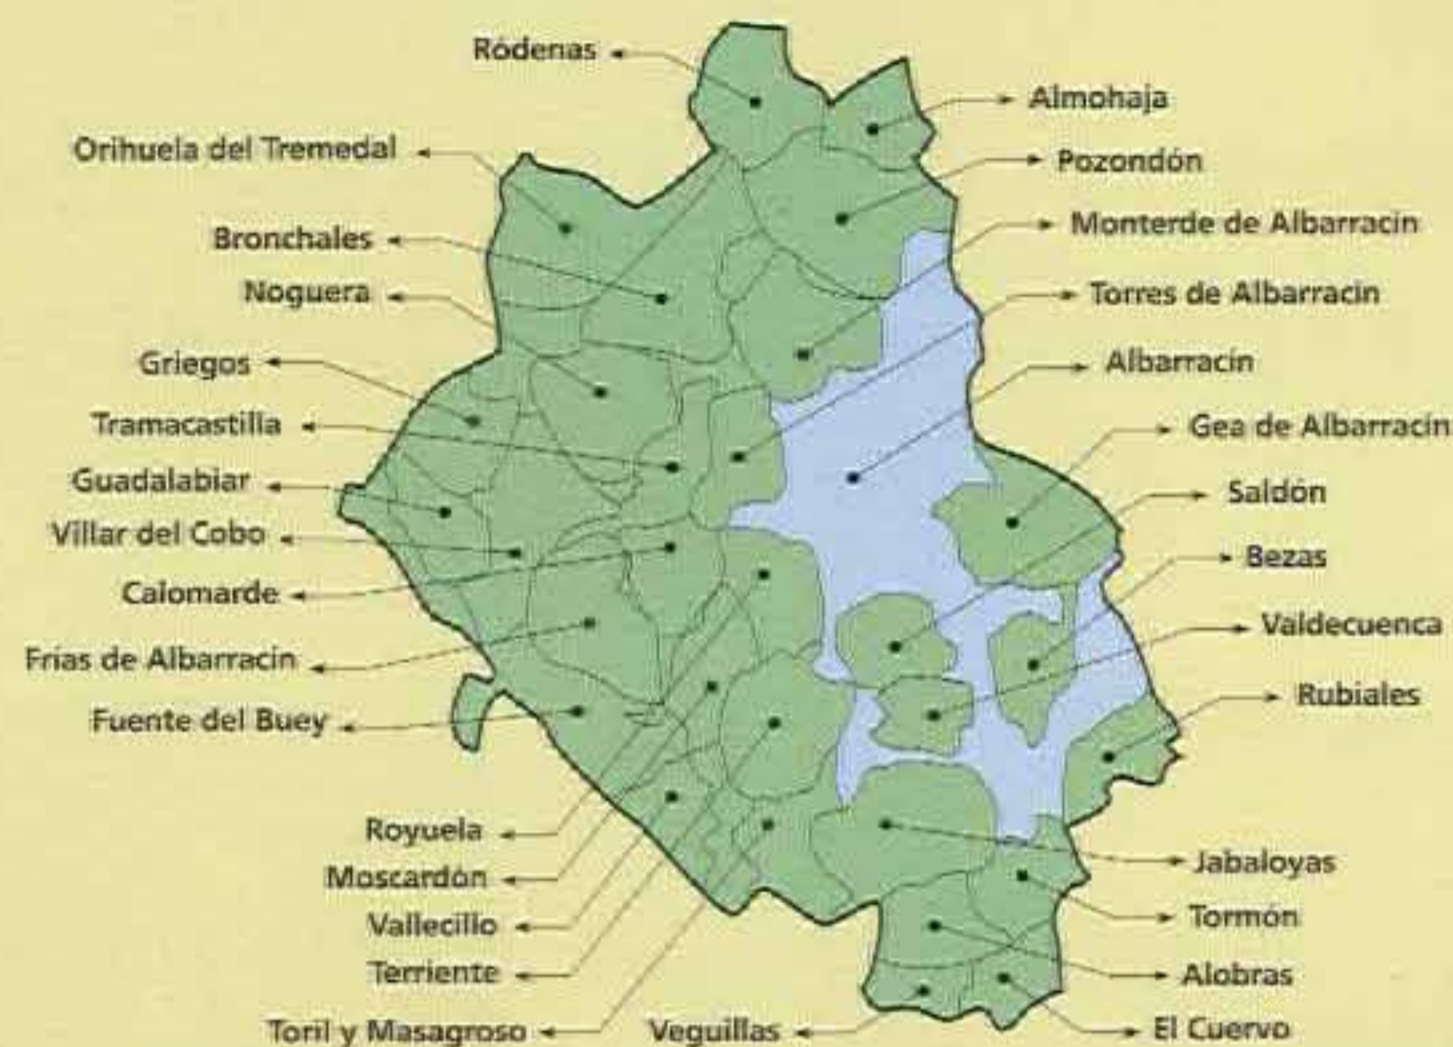 Ródenas
Almohaja
Orihuela del Tremedal
Pozondón
Monterde de Albarracín
Bronchales
Noguera
Torres de Albarracín
Griegos
Albarracín
Tramacastilla
Gea de Albarracín
Guadalabiar
Saldón
Villar del Cobo
Bezas
Calomarde
Valdecuenca
Frías de Albarracín
Rubiales
Fuente del Buey
Royuela
Jabaloyas
Moscardón
Tormón
Vallecillo
Terriente
Alobras
Toril y Masagroso
Veguillas
El Cuervo